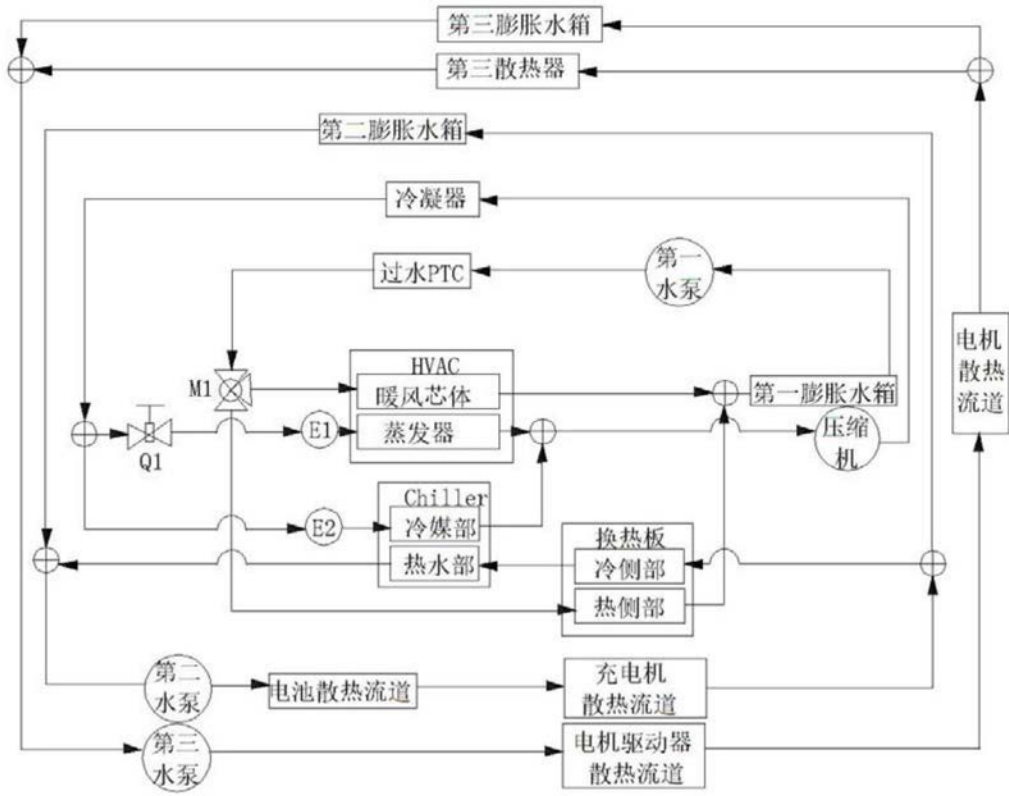 第三膨胀水箱
第三散热器
第二膨胀水箱
冷凝器
过水PTC
第一
水泵
电机
散热
流道
HVAC
M1
暖风芯体
第一膨胀水箱
E1
蒸发器
压缩
机
Q1
Chiller
E2
冷媒部
换热板
热水部
冷侧部
热侧部
第二
水泵
电池散热流道
充电机
散热流道
第三
水泵
电机驱动器
散热流道